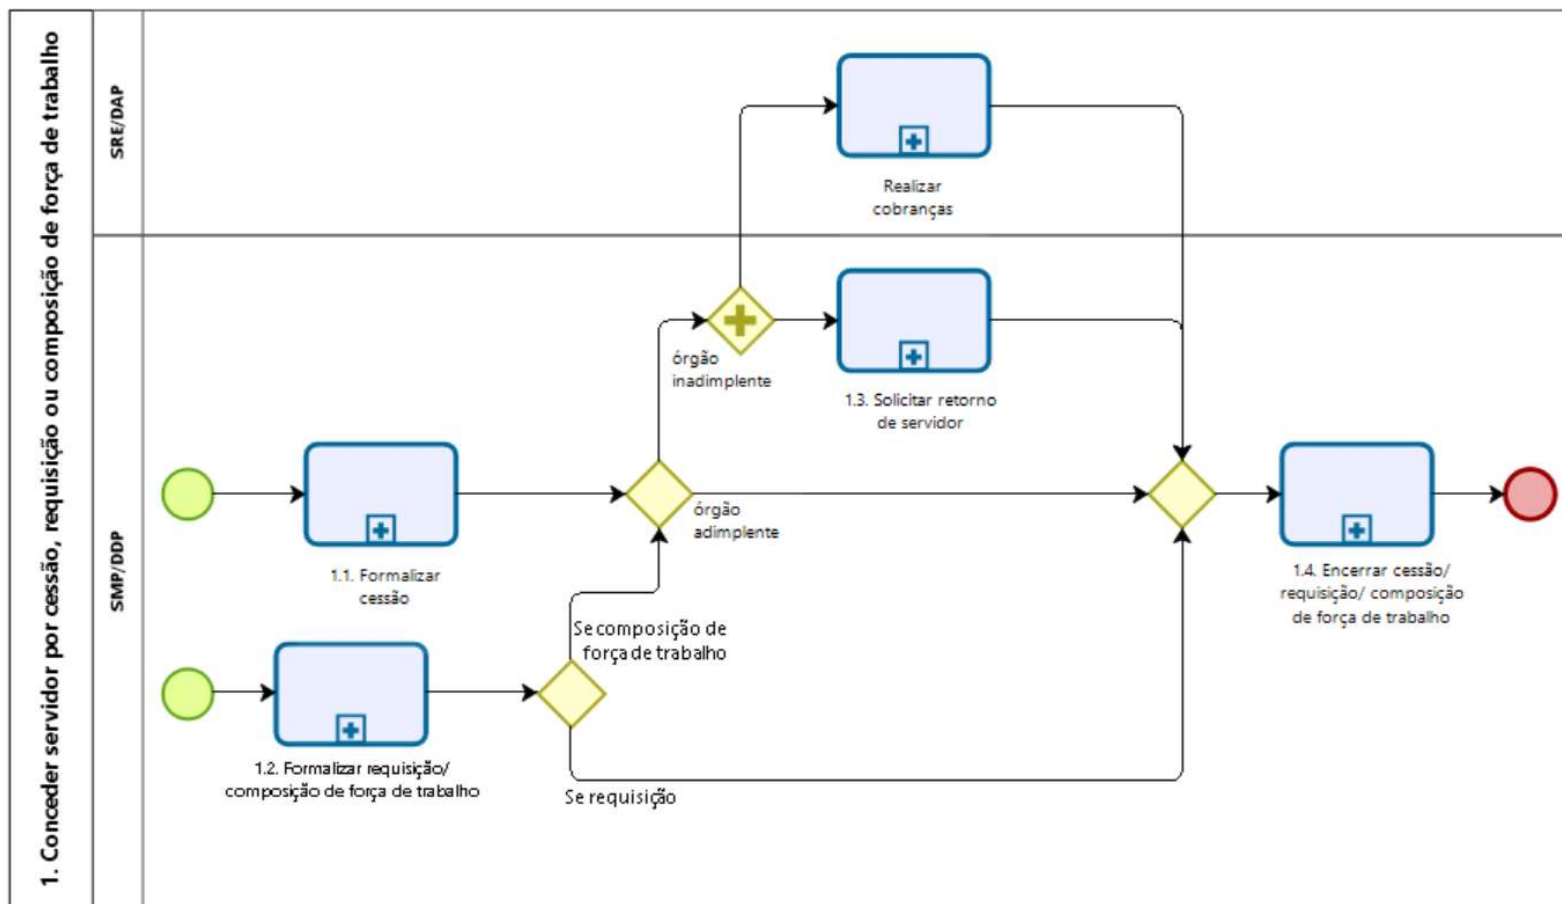 1. Conceder servidor por cessão, requisição ou composição de força de trabalho
SRE/DAP
Realizar
cobranças
SMP/DDP
órgão
inadimplente
1.3. Solicitar retorno
de servidor
1.1. Formalizar
cessão
órgão
adimplente
1.4. Encerrar cessão/
requisição/ composição
de força de trabalho
Se composição de
força de trabalho
1.2. Formalizar requisição/
composição de força de trabalho
Se requisição